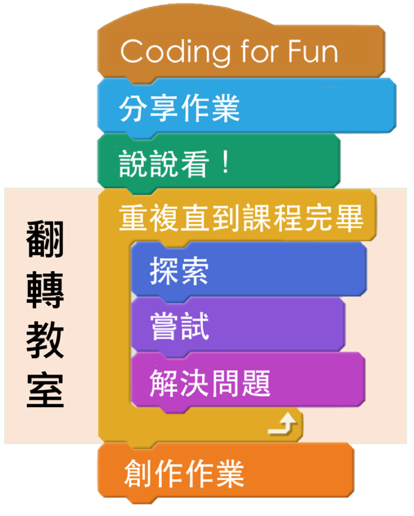 Coding for Fun
分享作業
說說看！
重複直到課程完畢
探索
嘗試
解決問題
創作作業
翻轉教室